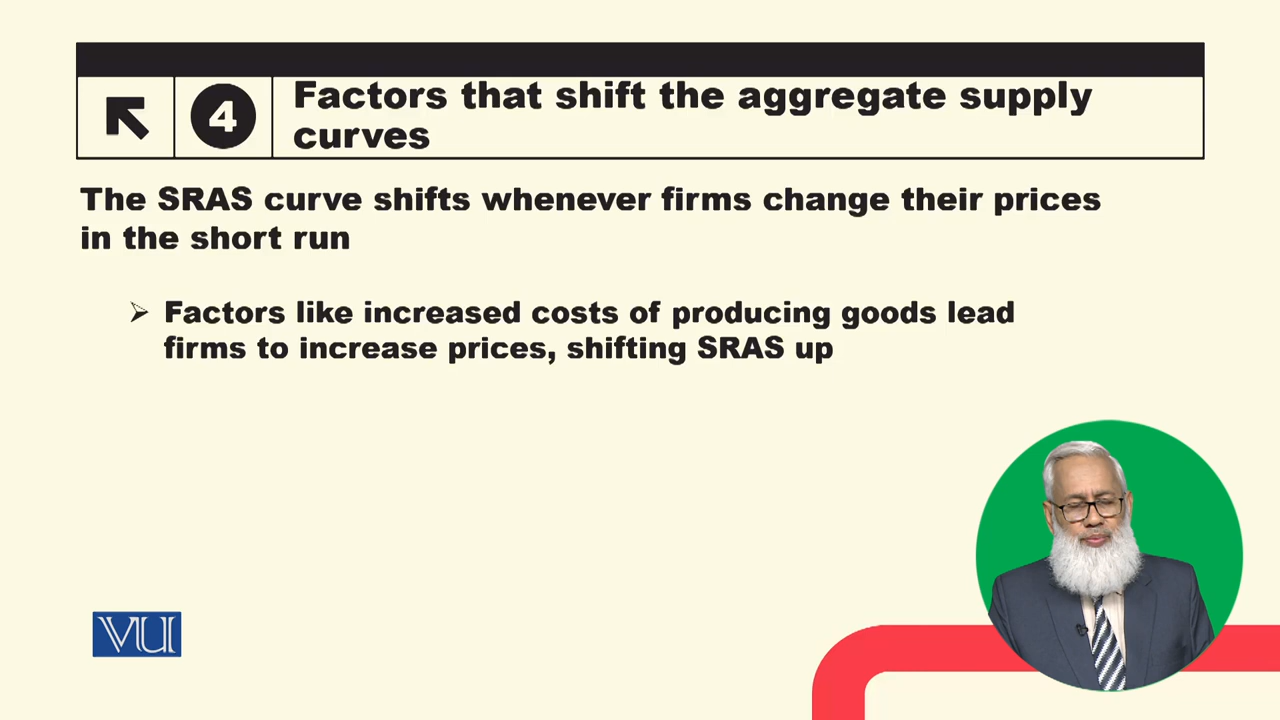 4
Factors that shift the aggregate supply
curves
The SRAS curve shifts whenever firms change their prices
in the short run
Factors like increased costs of producing goods lead
firms to increase prices, shifting SRAS up
VU